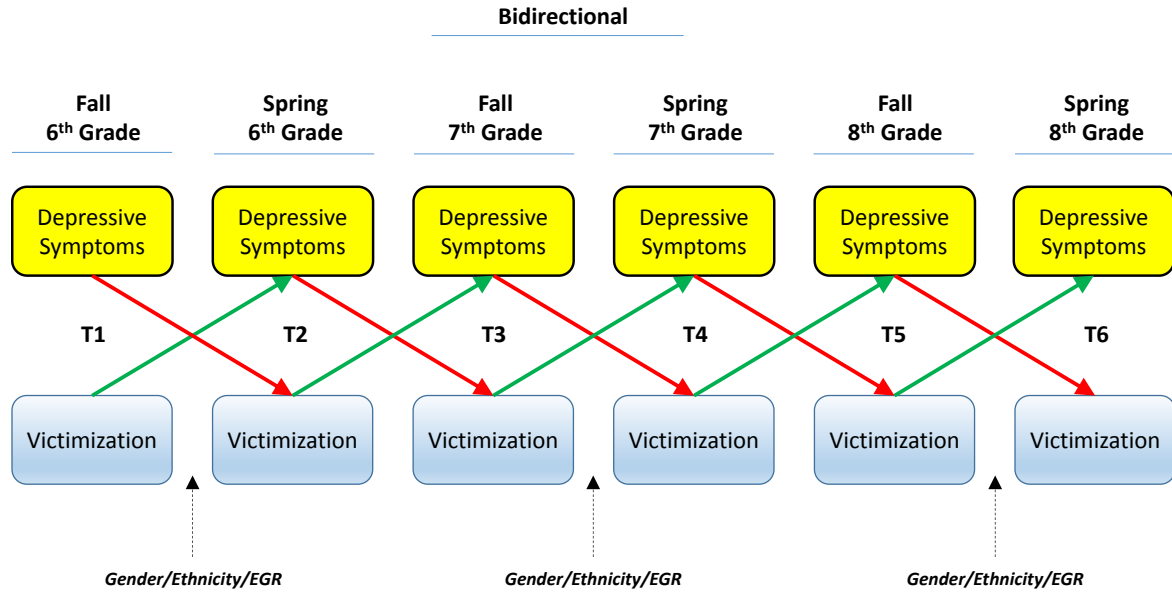 Bidirectional
Fall
6th Grade
Spring
6th Grade
Fall
7th Grade
Spring
7th Grade
Fall
8th Grade
Spring
8th Grade
Depressive
Symptoms
Depressive
Symptoms
Depressive
Symptoms
Depressive
Symptoms
Depressive
Symptoms
Depressive
Symptoms
T1
T2
T3
T4
T5
T6
Victimization
Victimization
Victimization
Victimization
Victimization
Victimization
Gender/Ethnicity/EGR
Gender/Ethnicity/EGR
Gender/Ethnicity/EGR